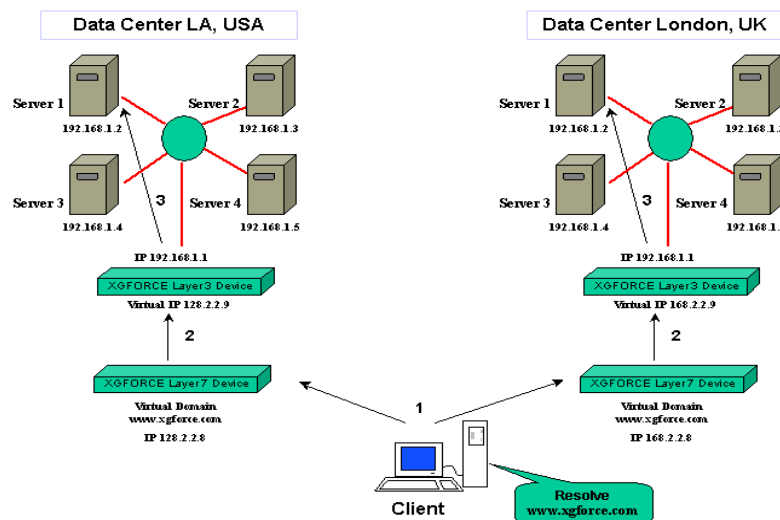 Data Center LA, USA
Data Center London, UK
Server 1
Server 2
192.168.1.2
192.168.1.3
Server 3
Server 4
3
192.168.1.4
192.168.1.5
IP 192.168.1.1
XGFORCE Layer3 Device
Virtual IP 128.2.2.9
2
XGFORCE Layer7 Device
Virtual Domain
www.xgforce.com
IP 128.2.2.8
Server 1
Server 2
192.168.1.2
Server 3
Server 4
3
192.168.1.4
IP 192.168.1.1
XGFORCE Layer3 Device
Virtual IP 168.2.2.9
2
XGFORCE Layer7 Device
Virtual Domain
www.xgforce.com
IP 168.2.2.8
1
Client
Resolve
www.xgforce.com